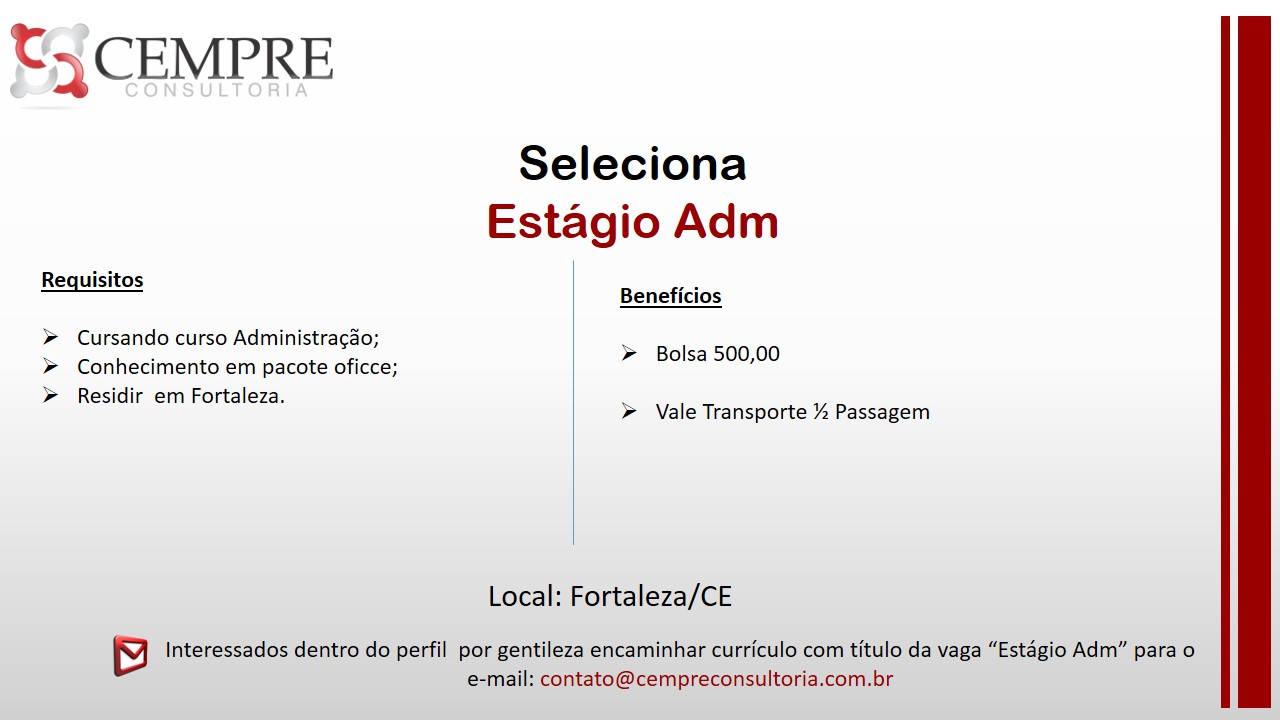 CEMPRE
CONSULTORIA
Seleciona
Estágio Adm
Requisitos
Cursando curso Administração;
Conhecimento em pacote oficce;
Residir  em Fortaleza.
Benefícios
Bolsa 500,00
Vale Transporte ½ Passagem
Local: Fortaleza/CE
Interessados dentro do perfil  por gentileza encaminhar currículo com título da vaga “Estágio Adm” para o
e-mail: contato@cempreconsultoria.com.br